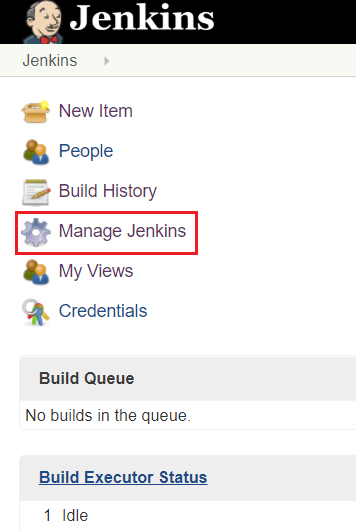 Jenkins
Jenkins
New Item
People
Build History
Manage Jenkins
My Views
Credentials
Build Queue
No builds in the queue.
Build Executor Status
1 Idle